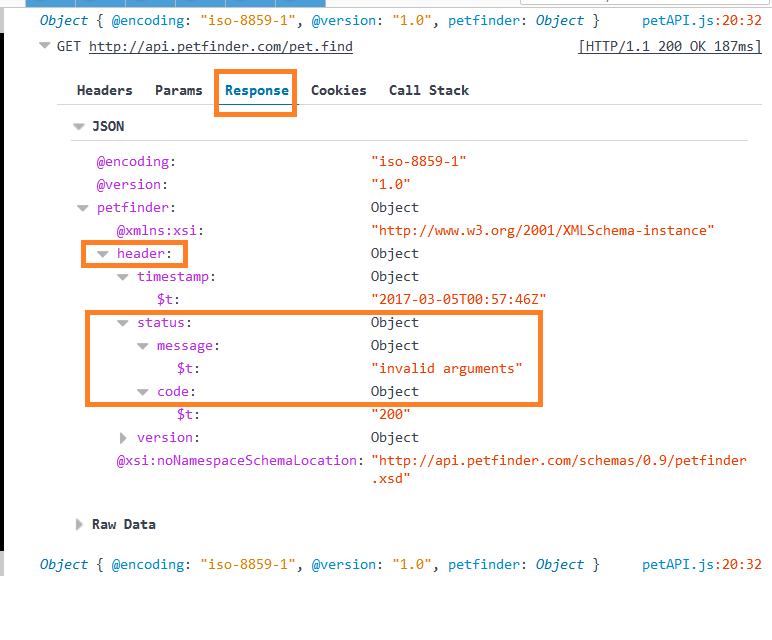 Object { @encoding: "iso-8859-1", @version: "1.0", petfinder: Object } petAPI.js:20:32
GET http://api.petfinder.com/pet.find [HTTP/1.1 200 OK 187ms]
Headers Params Response Cookies Call Stack
JSON
@encoding: "iso-8859-1"
@version: "1.0"
petfinder: Object
@xmlns:xsi: "http://www.w3.org/2001/XMLSchema-instance"
header: Object
timestamp: Object
$t: "2017-03-05T00:57:46Z"
status: Object
message: Object
$t: "invalid arguments"
code: Object
$t: "200"
version: Object
@xsi:noNamespaceSchemaLocation: "http://api.petfinder.com/schemas/0.9/petfinder
.xsd"
Raw Data
Object { @encoding: "iso-8859-1", @version: "1.0", petfinder: Object } petAPI.js:20:32